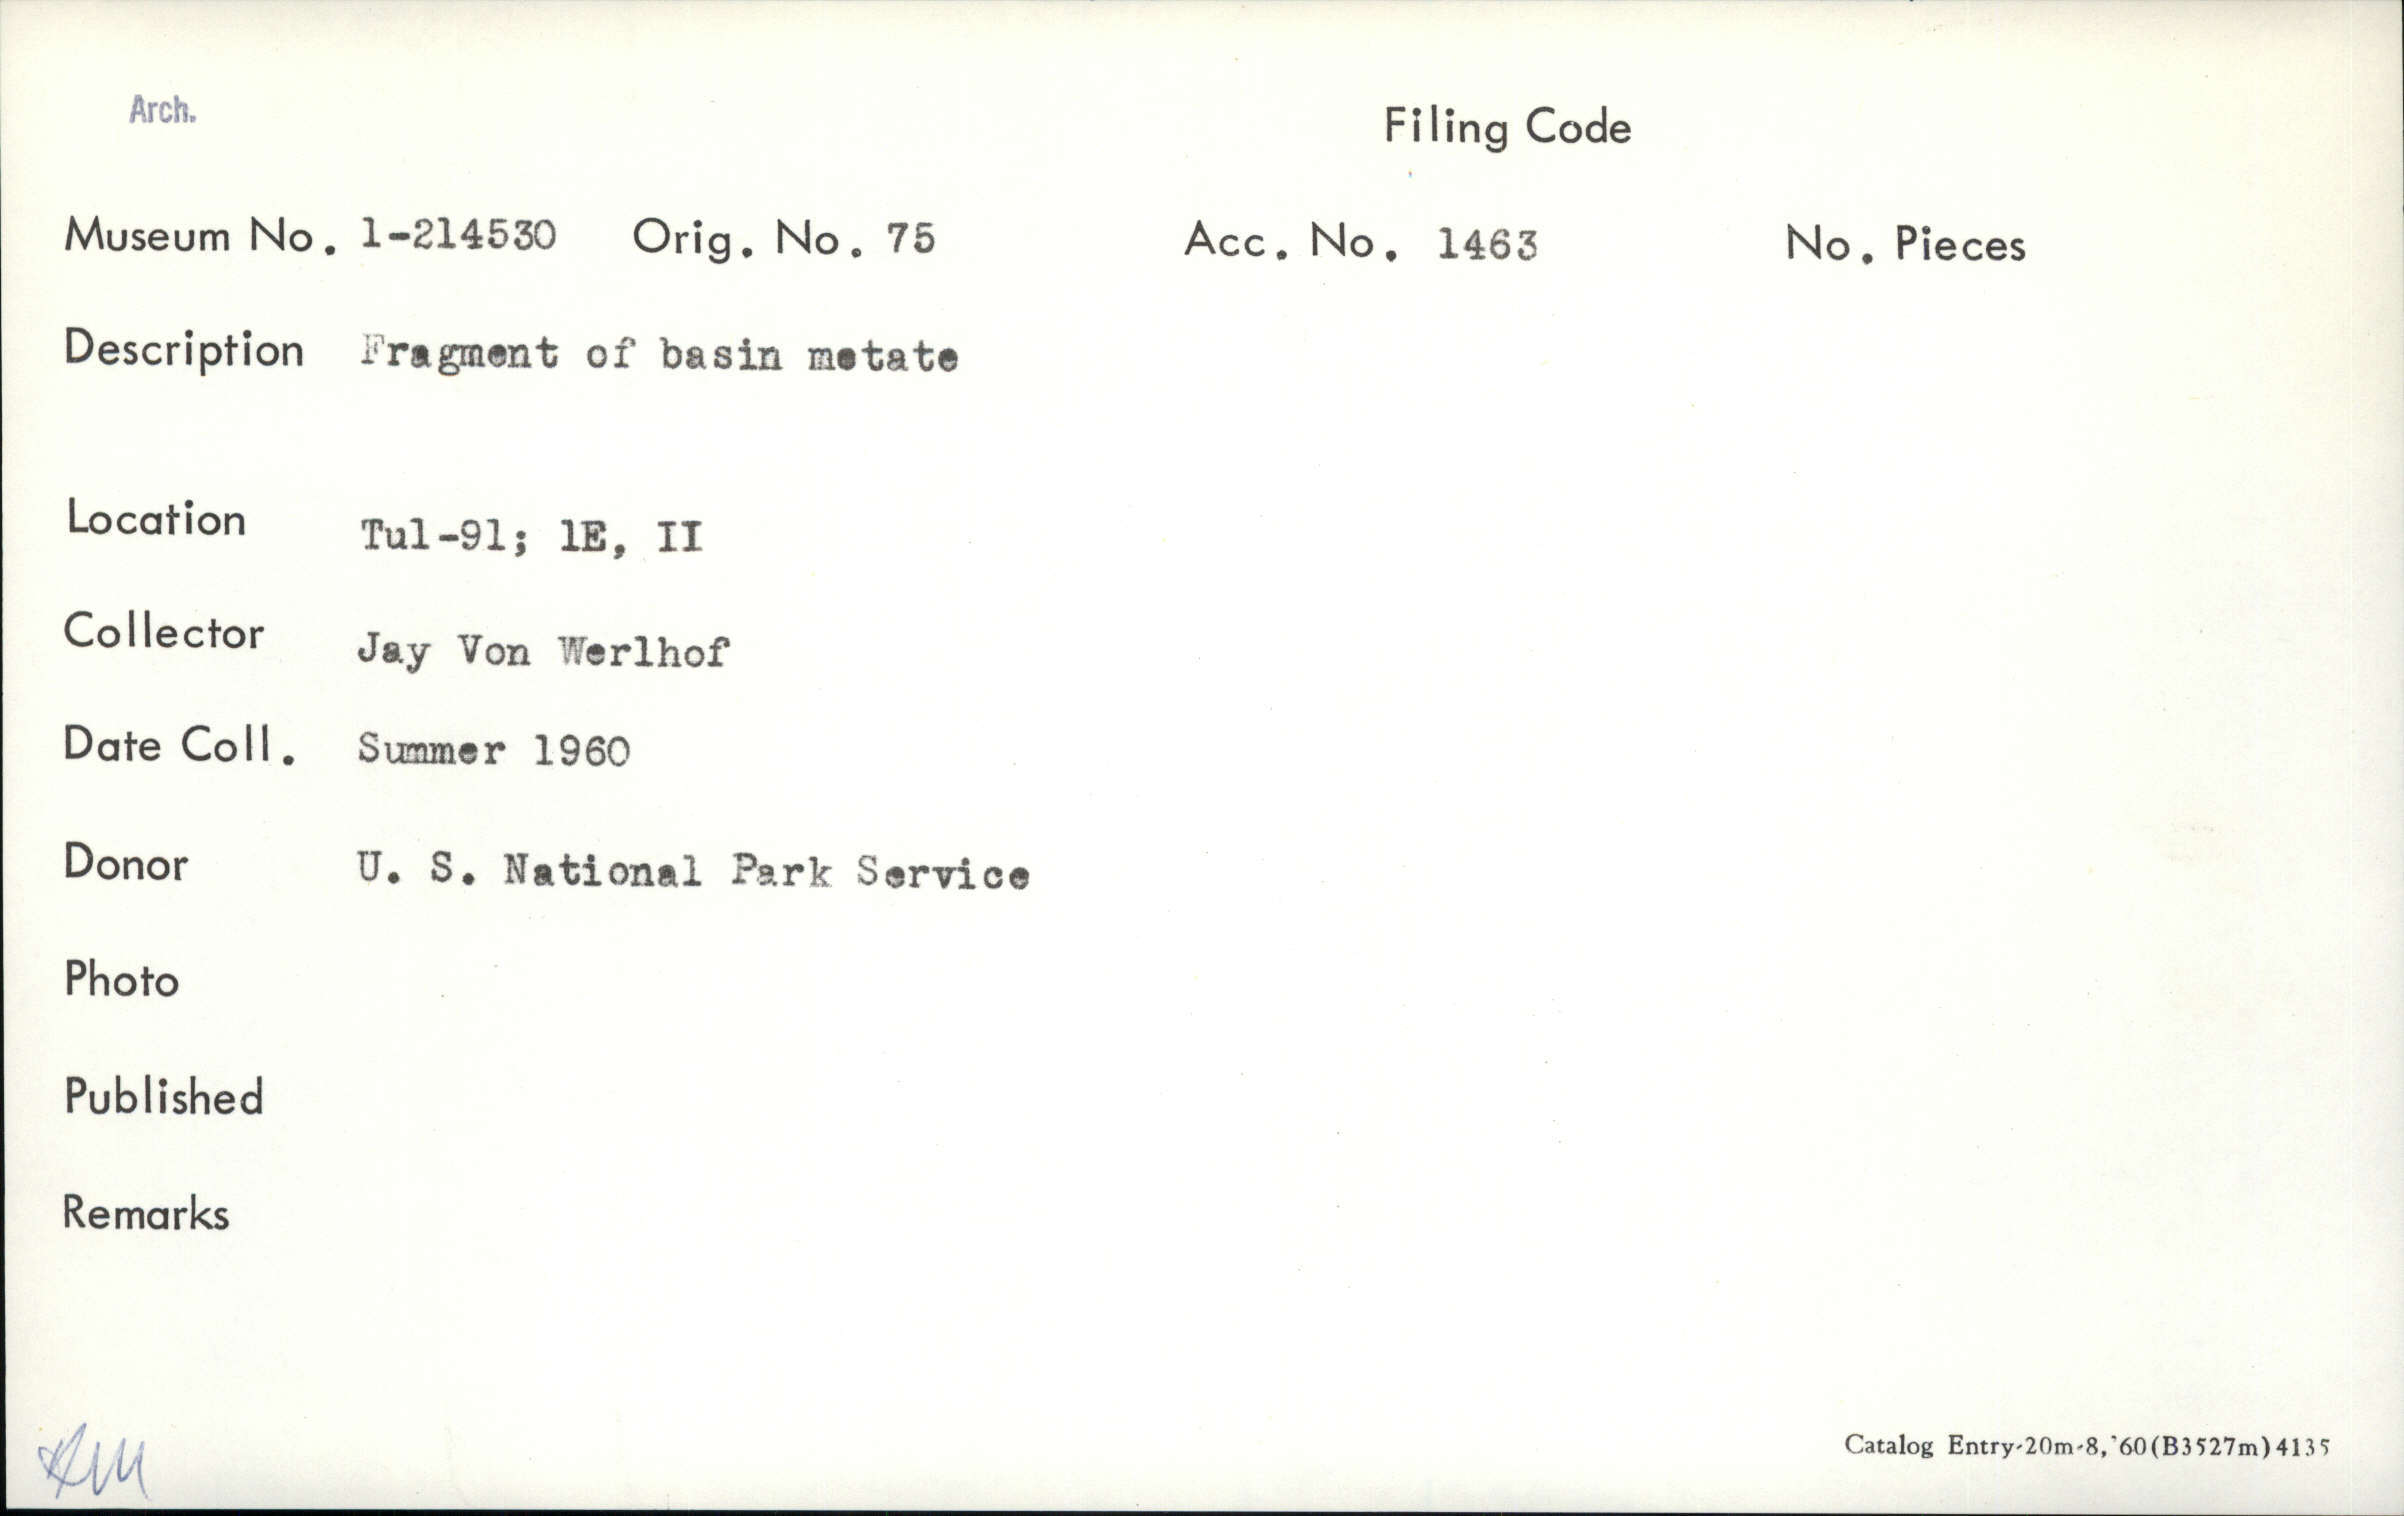 Arch.
Filing Code
Museum No. 1-214530 Orig. No. 75 Acc. No. 1463 No. Pieces
Description Fragment of basin metate
Location Tul-91; 1E, II
Collector Jay Von Werlhof
Date Coll. Summer 1960
Donor U. S. National Park Service
Photo
Published
Remarks
Catalog Entry-20m-8,'60(B3527m)4135